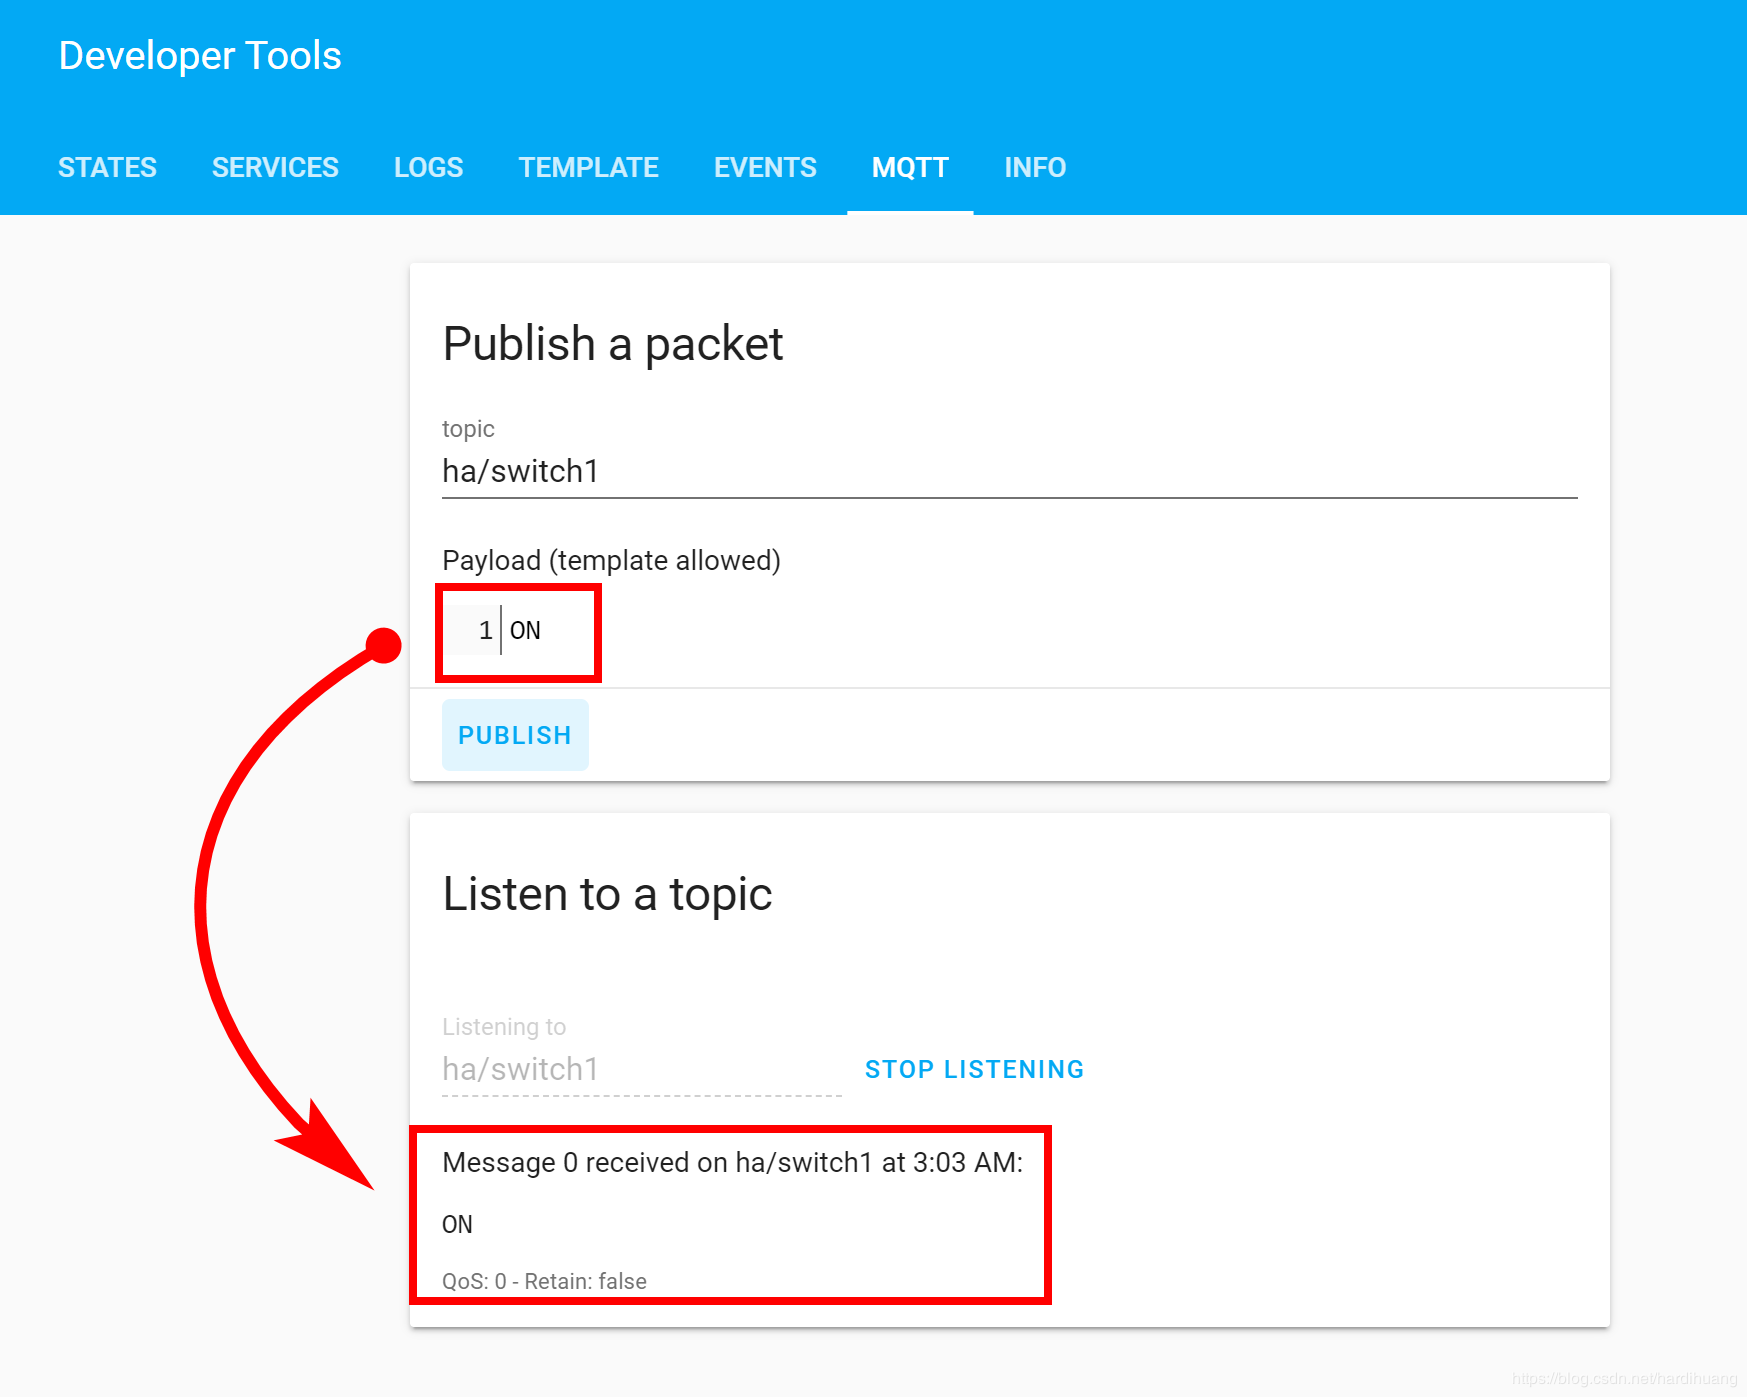 Developer Tools
STATES SERVICES LOGS TEMPLATE EVENTS MQTT INFO
Publish a packet
topic
ha/switch1
Payload (template allowed)
1 ON
PUBLISH
Listen to a topic
Listening to
ha/switch1 STOP LISTENING
Message 0 received on ha/switch1 at 3:03 AM:
ON
QoS: 0 - Retain: false
https://blog.csdn.net/hardihuang